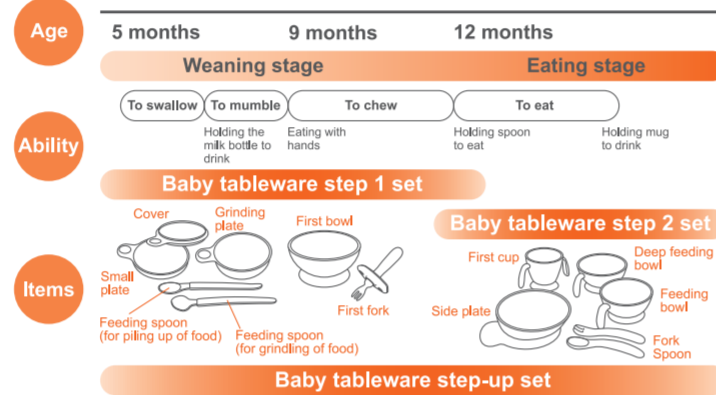 Age
5 months
9 months
12 months
Weaning stage
Eating stage
Ability
To swallow
To mumble
To chew
To eat
Holding the
milk bottle to
drink
Eating with
hands
Holding spoon
to eat
Holding mug
to drink
Baby tableware step 1 set
Baby tableware step 2 set
Items
Cover
Grinding
plate
First bowl
Small
plate
First fork
Feeding spoon
(for piling up of food)
Feeding spoon
(for grindling of food)
First cup
Deep feeding
bowl
Side plate
Feeding
bowl
Fork
Spoon
Baby tableware step-up set